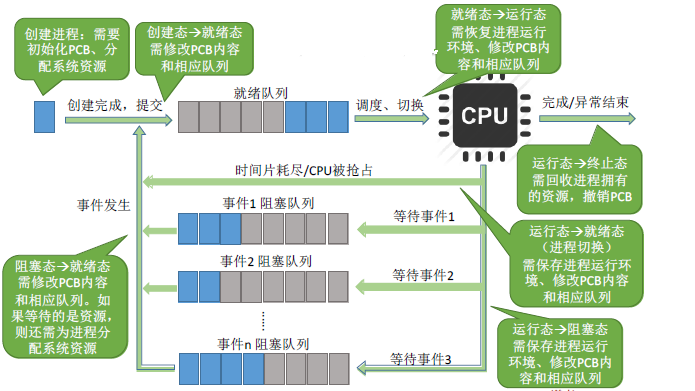 创建进程：需要
初始化PCB、分
配系统资源
创建态→就绪态
需修改PCB内容
和相应队列
就绪态→运行态
需恢复进程运行
环境、修改PCB内
容和相应队列
创建完成，提交
就绪队列
调度、切换
CPU
完成/异常结束
运行态→终止态
需回收进程拥有
的资源，撤销PCB
时间片耗尽/CPU被抢占
事件发生
事件1 阻塞队列
等待事件1
运行态→就绪态
（进程切换）
需保存进程运行环
境、修改PCB内容
和相应队列
阻塞态→就绪态
需修改PCB内容
和相应队列。如
果等待的是资源，
则还需为进程分
配系统资源
事件2 阻塞队列
等待事件2
……
事件n 阻塞队列
等待事件3
运行态→阻塞态
需保存进程运行
环境、修改PCB内
容和相应队列